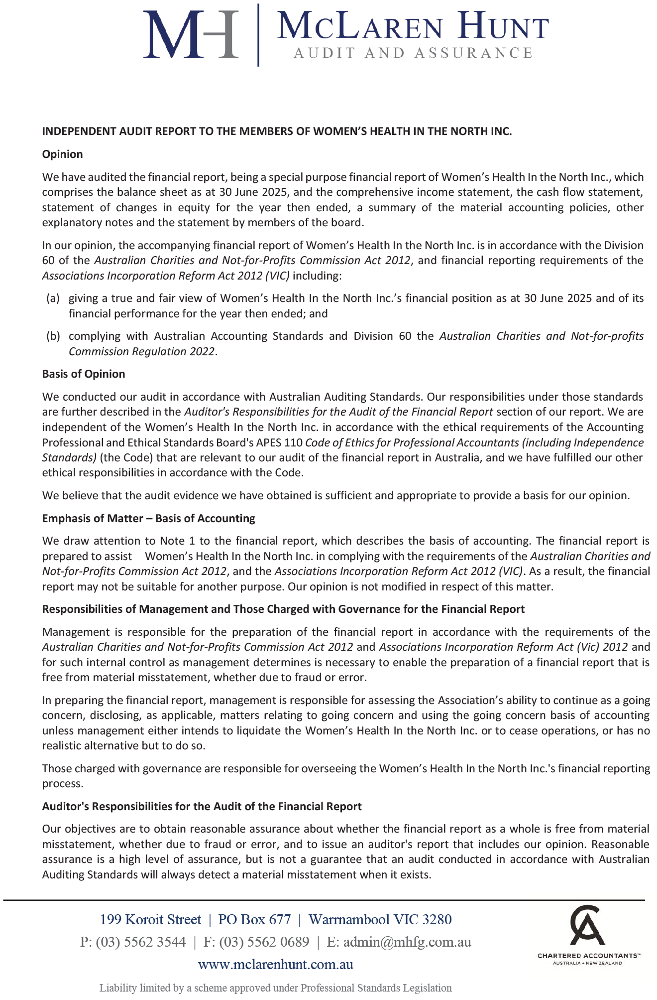 MH | McLaren Hunt
AUDIT AND ASSURANCE
INDEPENDENT AUDIT REPORT TO THE MEMBERS OF WOMEN’S HEALTH IN THE NORTH INC.
Opinion
We have audited the financial report, being a special purpose financial report of Women’s Health In the North Inc., which
comprises the balance sheet as at 30 June 2025, and the comprehensive income statement, the cash flow statement,
statement of changes in equity for the year then ended, a summary of the material accounting policies, other
explanatory notes and the statement by members of the board.
In our opinion, the accompanying financial report of Women’s Health In the North Inc. is in accordance with the Division
60 of the Australian Charities and Not-for-Profits Commission Act 2012, and financial reporting requirements of the
Associations Incorporation Reform Act 2012 (VIC) including:
(a) giving a true and fair view of Women’s Health In the North Inc.’s financial position as at 30 June 2025 and of its
financial performance for the year then ended; and
(b) complying with Australian Accounting Standards and Division 60 the Australian Charities and Not-for-profits
Commission Regulation 2022.
Basis of Opinion
We conducted our audit in accordance with Australian Auditing Standards. Our responsibilities under those standards
are further described in the Auditor's Responsibilities for the Audit of the Financial Report section of our report. We are
independent of the Women’s Health In the North Inc. in accordance with the ethical requirements of the Accounting
Professional and Ethical Standards Board's APES 110 Code of Ethics for Professional Accountants (including Independence
Standards) (the Code) that are relevant to our audit of the financial report in Australia, and we have fulfilled our other
ethical responsibilities in accordance with the Code.
We believe that the audit evidence we have obtained is sufficient and appropriate to provide a basis for our opinion.
Emphasis of Matter – Basis of Accounting
We draw attention to Note 1 to the financial report, which describes the basis of accounting. The financial report is
prepared to assist Women’s Health In the North Inc. in complying with the requirements of the Australian Charities and
Not-for-Profits Commission Act 2012, and the Associations Incorporation Reform Act 2012 (VIC). As a result, the financial
report may not be suitable for another purpose. Our opinion is not modified in respect of this matter.
Responsibilities of Management and Those Charged with Governance for the Financial Report
Management is responsible for the preparation of the financial report in accordance with the requirements of the
Australian Charities and Not-for-Profits Commission Act 2012 and Associations Incorporation Reform Act (Vic) 2012 and
for such internal control as management determines is necessary to enable the preparation of a financial report that is
free from material misstatement, whether due to fraud or error.
In preparing the financial report, management is responsible for assessing the Association’s ability to continue as a going
concern, disclosing, as applicable, matters relating to going concern and using the going concern basis of accounting
unless management either intends to liquidate the Women’s Health In the North Inc. or to cease operations, or has no
realistic alternative but to do so.
Those charged with governance are responsible for overseeing the Women’s Health In the North Inc.'s financial reporting
process.
Auditor's Responsibilities for the Audit of the Financial Report
Our objectives are to obtain reasonable assurance about whether the financial report as a whole is free from material
misstatement, whether due to fraud or error, and to issue an auditor's report that includes our opinion. Reasonable
assurance is a high level of assurance, but is not a guarantee that an audit conducted in accordance with Australian
Auditing Standards will always detect a material misstatement when it exists.
199 Koroit Street | PO Box 677 | Warrnambool VIC 3280
P: (03) 5562 3544 | F: (03) 5562 0689 | E: admin@mhfg.com.au
www.mclarenhunt.com.au
Liability limited by a scheme approved under Professional Standards Legislation
CA
CHARTERED ACCOUNTANTS™
AUSTRALIA + NEW ZEALAND